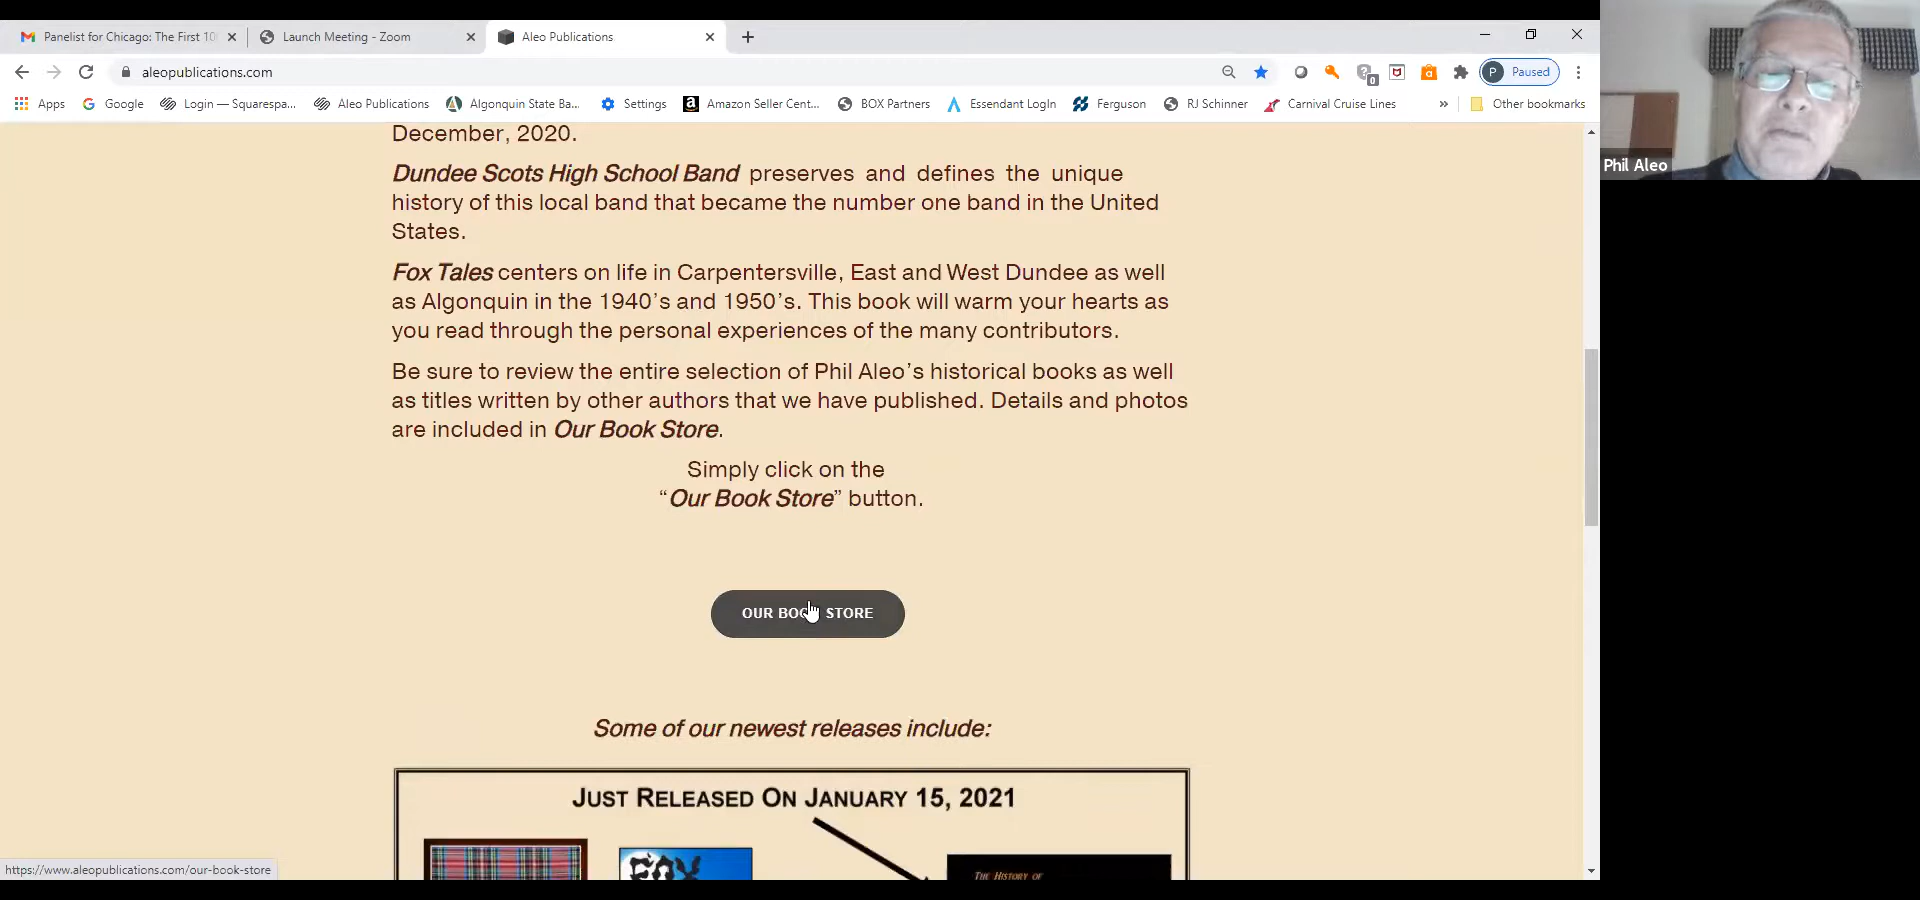 Panelist for Chicago: The First 10
Launch Meeting - Zoom
Aleo Publications
aleopublications.com
P Paused
Apps
Google
Login — Squarespa...
Aleo Publications
Algonquin State Ba...
Settings
Amazon Seller Cent...
BOX Partners
Essendant LogIn
Ferguson
RJ Schinner
Carnival Cruise Lines
»
Other bookmarks
Phil Aleo
December, 2020.
Dundee Scots High School Band preserves and defines the unique
history of this local band that became the number one band in the United
States.
Fox Tales centers on life in Carpentersville, East and West Dundee as well
as Algonquin in the 1940’s and 1950’s. This book will warm your hearts as
you read through the personal experiences of the many contributors.
Be sure to review the entire selection of Phil Aleo’s historical books as well
as titles written by other authors that we have published. Details and photos
are included in Our Book Store.
Simply click on the
“Our Book Store” button.
OUR BOOK STORE
Some of our newest releases include:
JUST RELEASED ON JANUARY 15, 2021
FOX
THE HISTORY OF
https://www.aleopublications.com/our-book-store